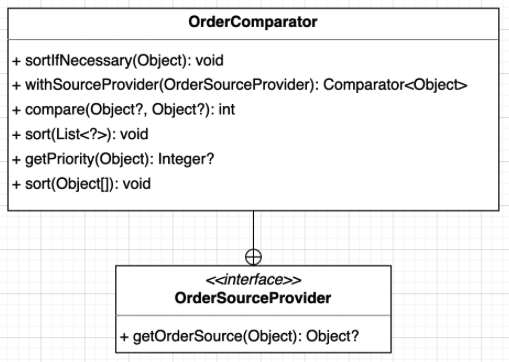 OrderComparator
+ sortIfNecessary(Object): void
+ withSourceProvider(OrderSourceProvider): Comparator<Object>
+ compare(Object?, Object?): int
+ sort(List<?>): void
+ getPriority(Object): Integer?
+ sort(Object[]): void
<<interface>>
OrderSourceProvider
+ getOrderSource(Object): Object?